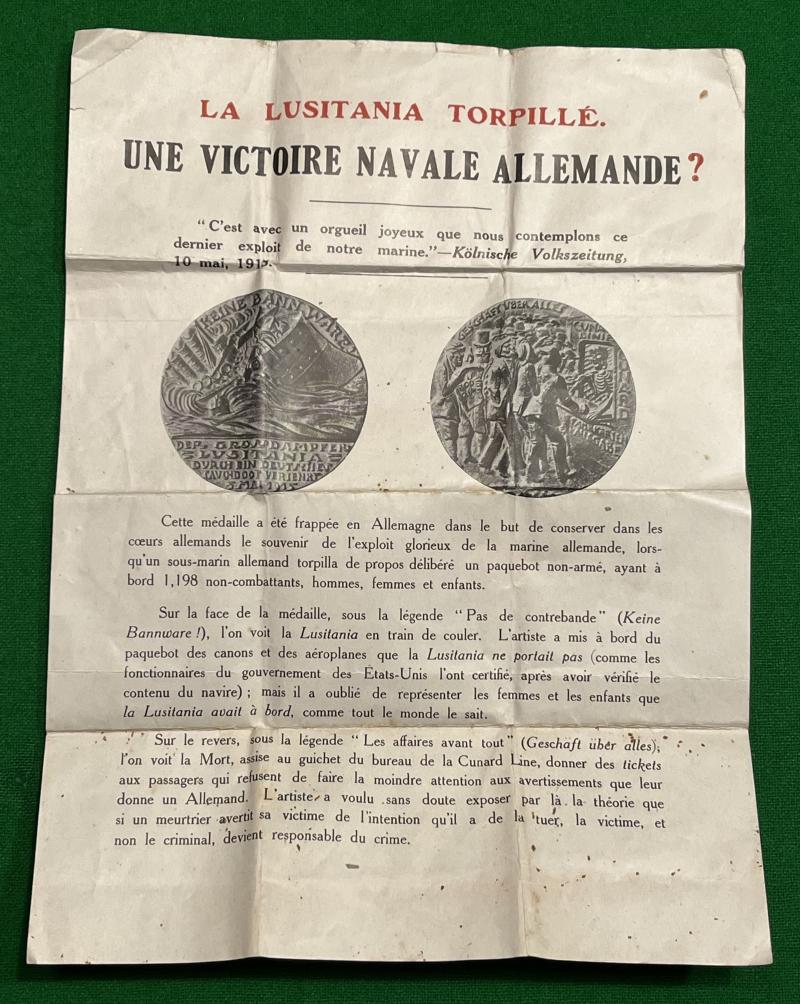 LA LUSITANIA TORPILLÉ.
UNE VICTOIRE NAVALE ALLEMANDE?
"C'est avec un orgueil joyeux que nous contemplons ce
dernier exploit de notre marine."—Kölnische Volkszeitung,
10 mai, 191
KEINE BANNWARE
DER GROSSDAMPFER
LUSITANIA
DURCH EIN DEUTSCHES
TAUCHBOOT VERSENKT
5 MAI 1915
GESCHÄFT ÜBER ALLES
CUNA
LINIE
CUNARD
Cette médaille a été frappée en Allemagne dans le but de conserver dans les
cœurs allemands le souvenir de l'exploit glorieux de la marine allemande, lors-
qu'un sous-marin allemand torpilla de propos délibéré un paquebot non-armé, ayant à
bord 1,198 non-combattants, hommes, femmes et enfants.
Sur la face de la médaille, sous la légende "Pas de contrebande" (Keine
Bannware!), l'on voit la Lusitania en train de couler. L'artiste a mis à bord du
paquebot des canons et des aéroplanes que la Lusitania ne portait pas (comme les
fonctionnaires du gouvernement des États-Unis l'ont certifié, après avoir vérifié le
contenu du navire); mais il a oublié de représenter les femmes et les enfants que
la Lusitania avait à bord, comme tout le monde le sait.
Sur le revers, sous la légende "Les affaires avant tout" (Geschäft über alles),
l'on voit la Mort, assise au guichet du bureau de la Cunard Line, donner des tickets
aux passagers qui refusent de faire la moindre attention aux avertissements que leur
donne un Allemand. L'artiste a voulu sans doute exposer par là la théorie que
si un meurtrier avertit sa victime de l'intention qu'il a de la tuer, la victime, et
non le criminal, devient responsable du crime.